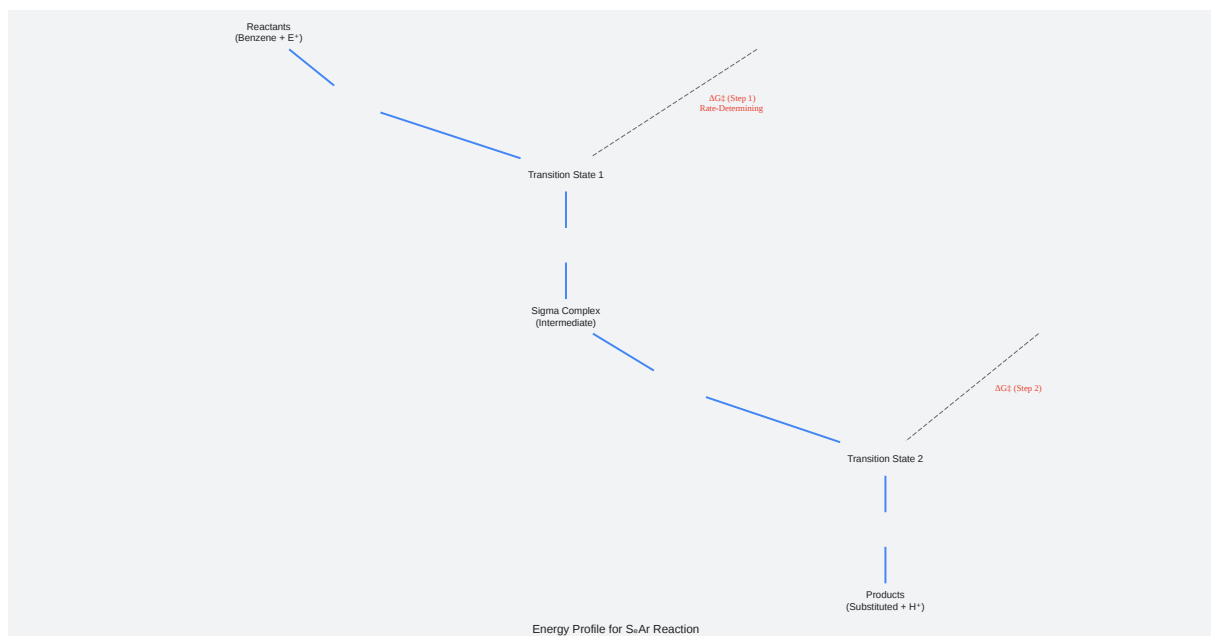 Reactants
(Benzene + E⁺)
ΔG‡ (Step 1)
Rate-Determining
Transition State 1
Sigma Complex
(Intermediate)
ΔG‡ (Step 2)
Transition State 2
Products
(Substituted + H⁺)
Energy Profile for SₑAr Reaction